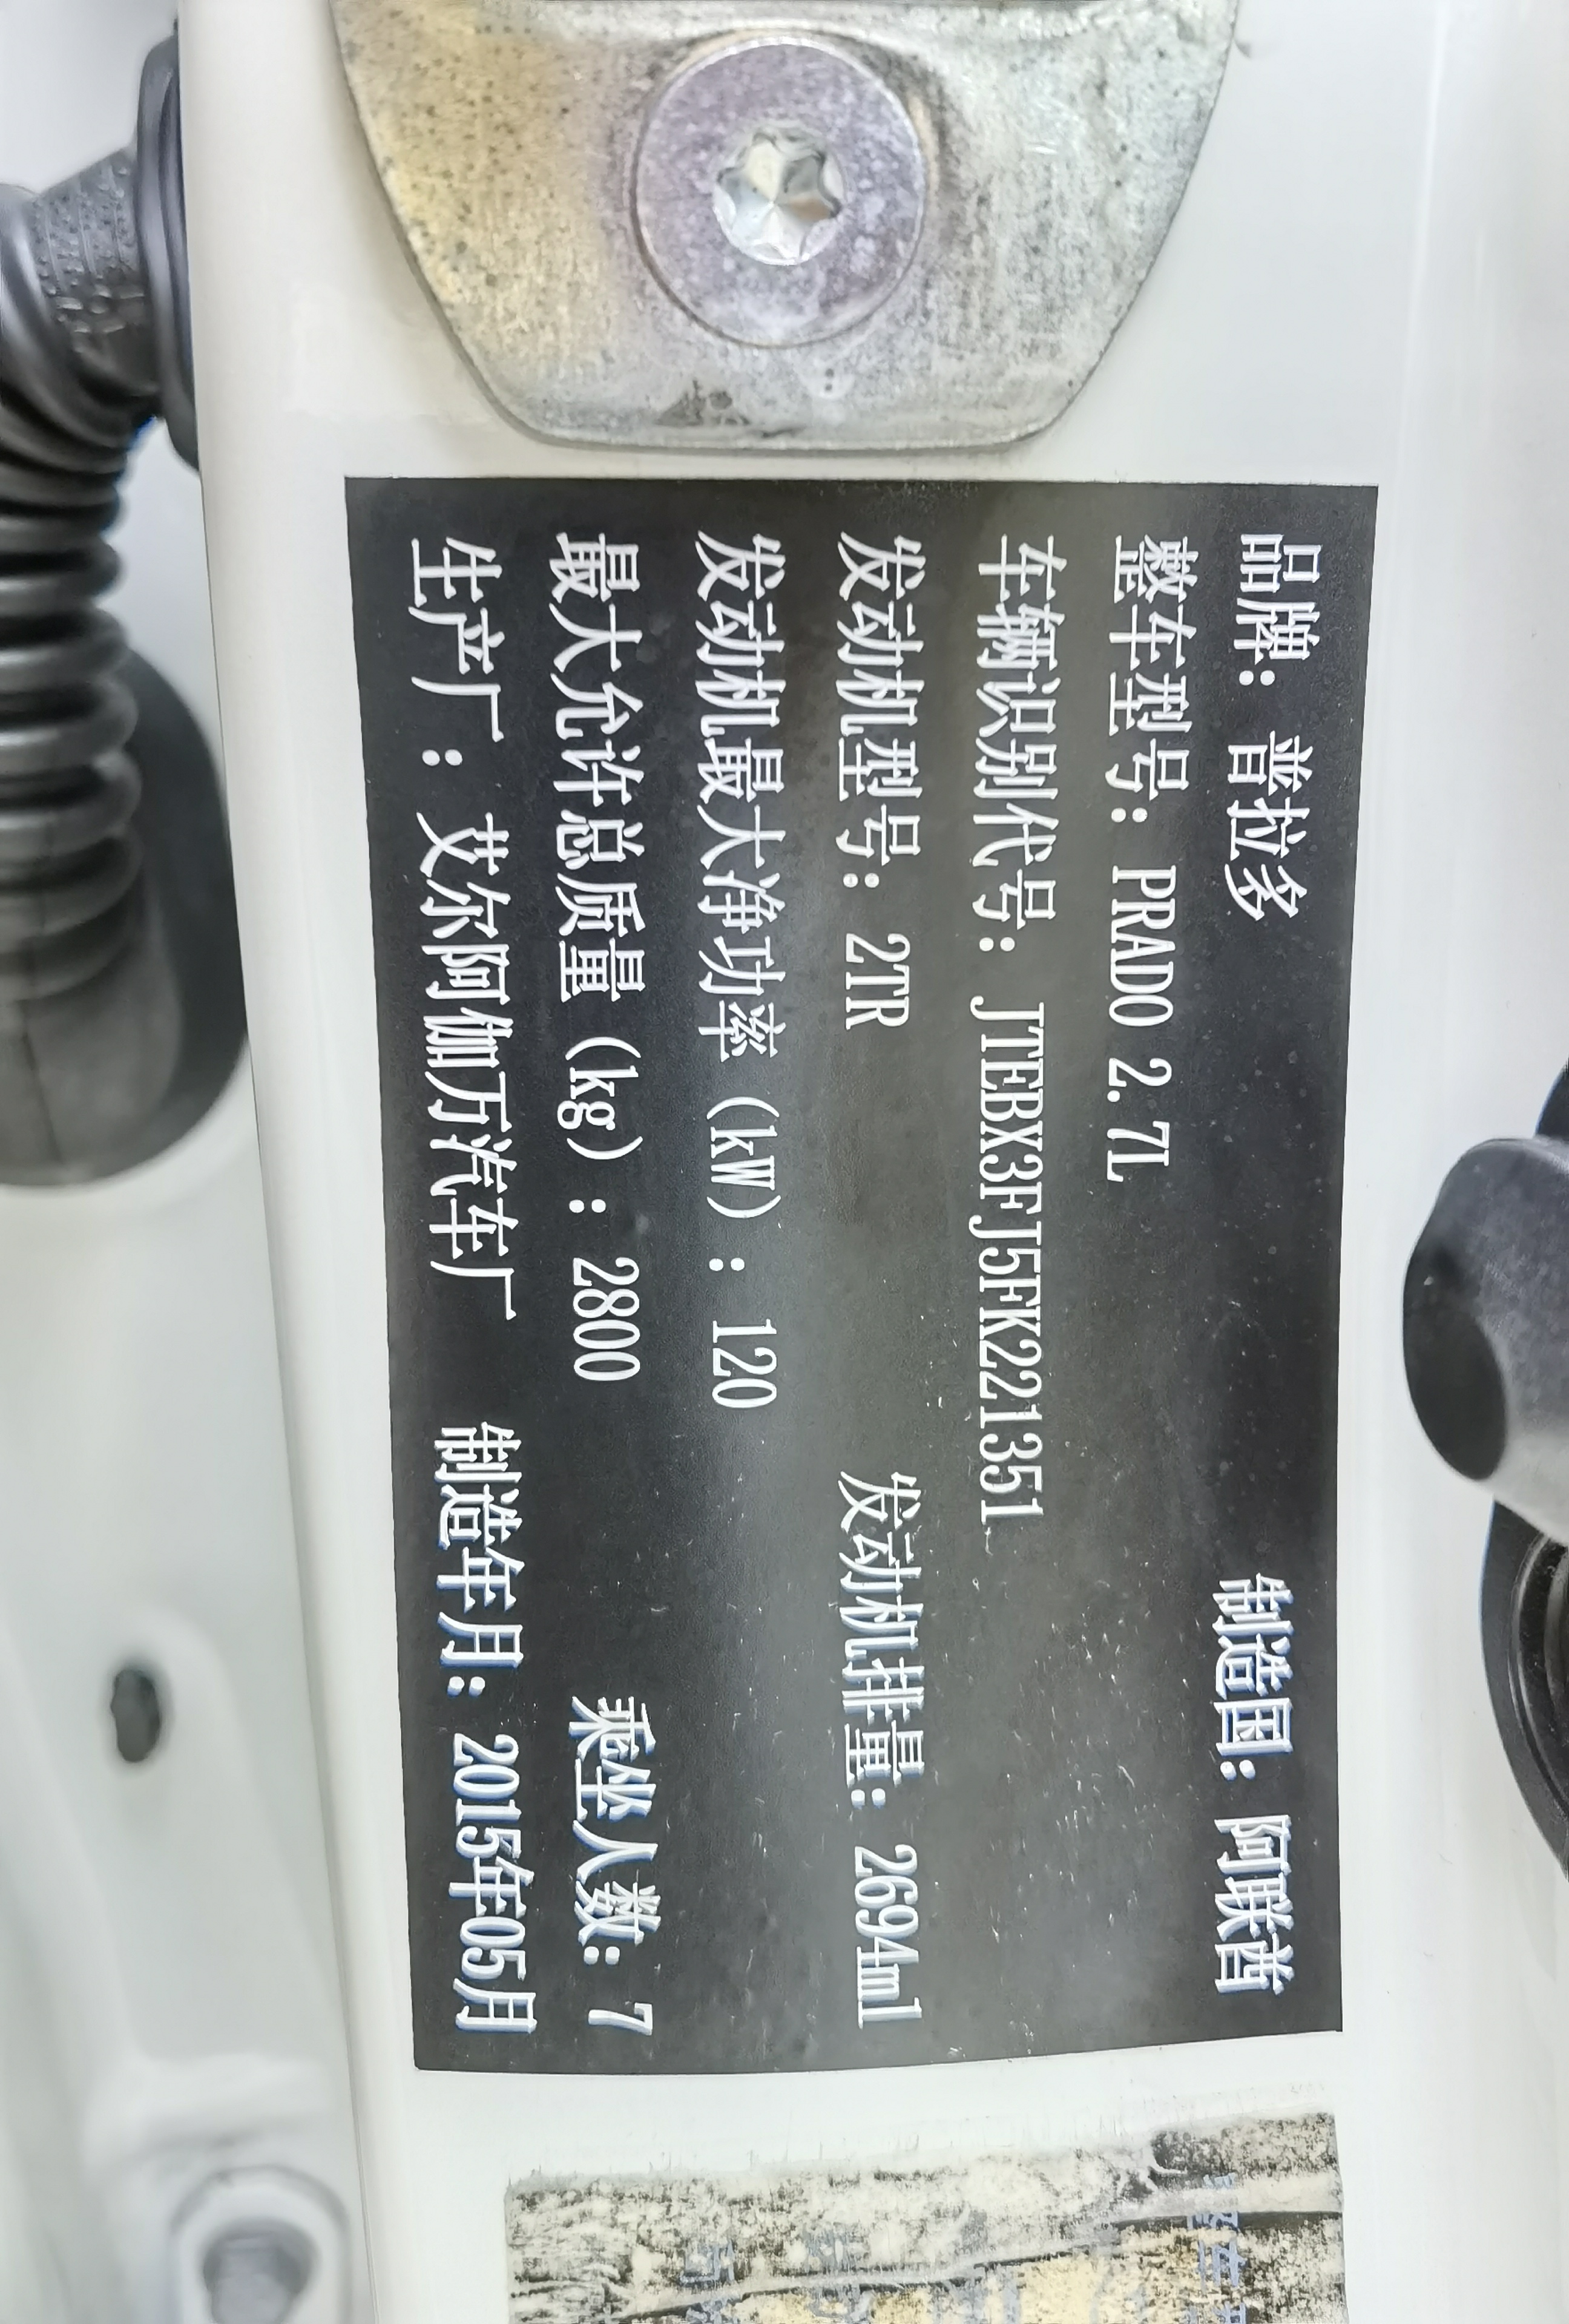 品牌：普拉多 制造国：阿联酋
整车型号：PRADO 2.7L
车辆识别代号：JTEBX3FJ5FK221351
发动机型号：2TR 发动机排量：2694ml
发动机最大净功率（kW）：120
最大允许总质量（kg）：2800 乘坐人数：7
生产厂：艾尔阿伽万汽车厂 制造年月：2015年05月